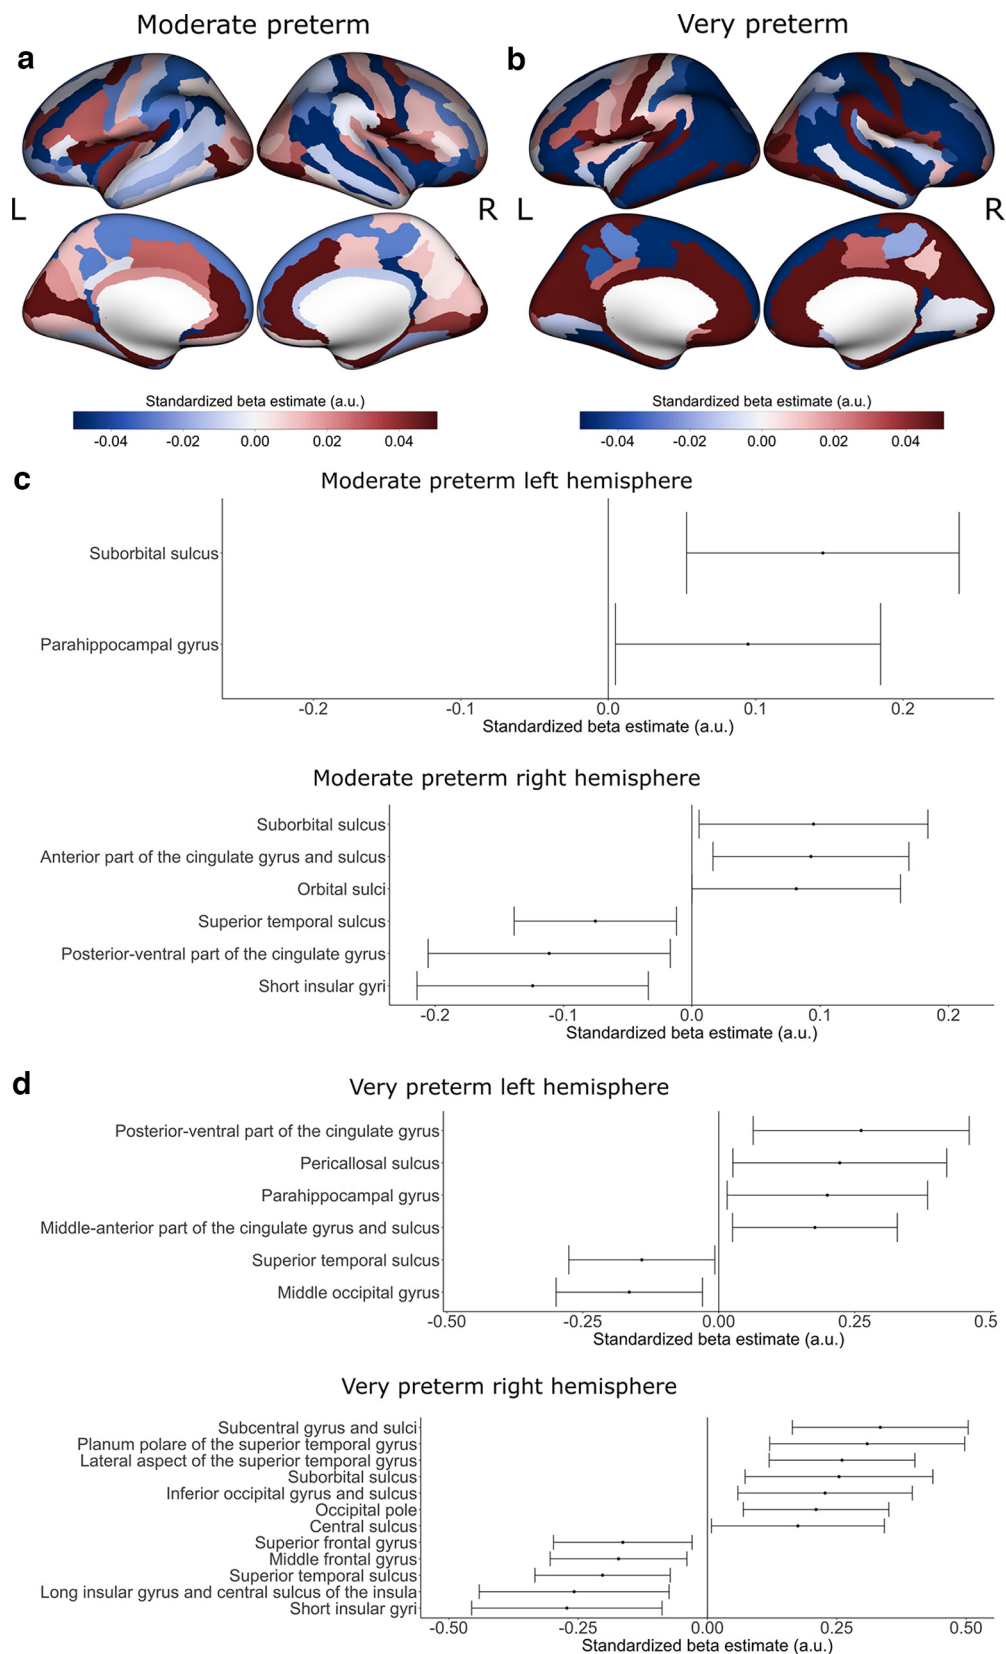 Moderate preterm
Very preterm
a
b
L
R
L
R
Standardized beta estimate (a.u.)
-0.04 -0.02 0.00 0.02 0.04
Standardized beta estimate (a.u.)
-0.04 -0.02 0.00 0.02 0.04
c
Moderate preterm left hemisphere
Suborbital sulcus
Parahippocampal gyrus
-0.2 -0.1 0.0 0.1 0.2
Standardized beta estimate (a.u.)
Moderate preterm right hemisphere
Suborbital sulcus
Anterior part of the cingulate gyrus and sulcus
Orbital sulci
Superior temporal sulcus
Posterior-ventral part of the cingulate gyrus
Short insular gyri
-0.2 -0.1 0.0 0.1 0.2
Standardized beta estimate (a.u.)
d
Very preterm left hemisphere
Posterior-ventral part of the cingulate gyrus
Pericallosal sulcus
Parahippocampal gyrus
Middle-anterior part of the cingulate gyrus and sulcus
Superior temporal sulcus
Middle occipital gyrus
-0.50 -0.25 0.00 0.25 0.5
Standardized beta estimate (a.u.)
Very preterm right hemisphere
Subcentral gyrus and sulci
Planum polare of the superior temporal gyrus
Lateral aspect of the superior temporal gyrus
Suborbital sulcus
Inferior occipital gyrus and sulcus
Occipital pole
Central sulcus
Superior frontal gyrus
Middle frontal gyrus
Superior temporal sulcus
Long insular gyrus and central sulcus of the insula
Short insular gyri
-0.50 -0.25 0.00 0.25 0.50
Standardized beta estimate (a.u.)